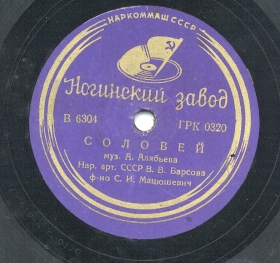 НАРКОММАШ СССР
Ногинский завод
В 6304 ГРК 0320
СОЛОВЕЙ
муз. А. Алябьева
Нар. арт. СССР В. В. Барсова
ф-но С. И. Мацюшевич